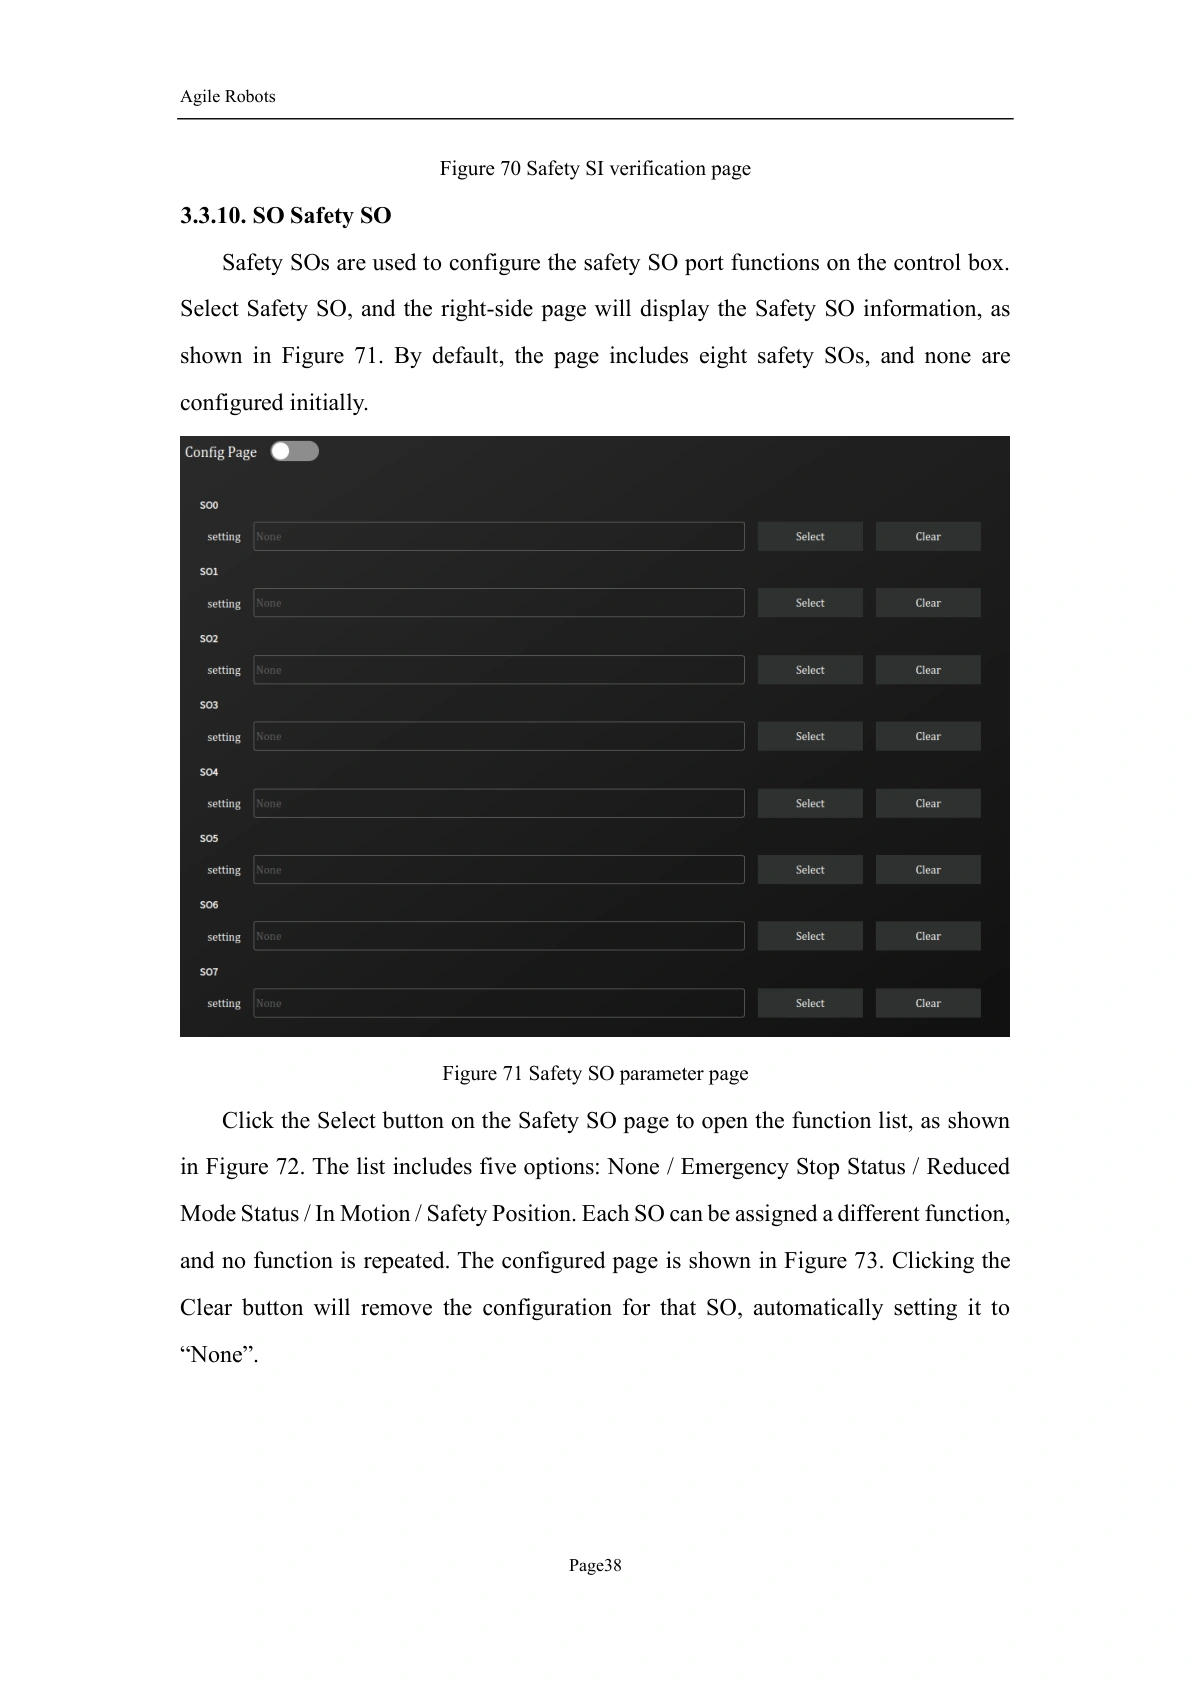 Agile Robots
Figure 70 Safety SI verification page
3.3.10. SO Safety SO
Safety SOs are used to configure the safety SO port functions on the control box.
Select Safety SO, and the right-side page will display the Safety SO information, as
shown in Figure 71. By default, the page includes eight safety SOs, and none are
configured initially.
Config Page
SO0
setting None Select Clear
SO1
setting None Select Clear
SO2
setting None Select Clear
SO3
setting None Select Clear
SO4
setting None Select Clear
SO5
setting None Select Clear
SO6
setting None Select Clear
SO7
setting None Select Clear
Figure 71 Safety SO parameter page
Click the Select button on the Safety SO page to open the function list, as shown
in Figure 72. The list includes five options: None / Emergency Stop Status / Reduced
Mode Status / In Motion / Safety Position. Each SO can be assigned a different function,
and no function is repeated. The configured page is shown in Figure 73. Clicking the
Clear button will remove the configuration for that SO, automatically setting it to
“None”.
Page38